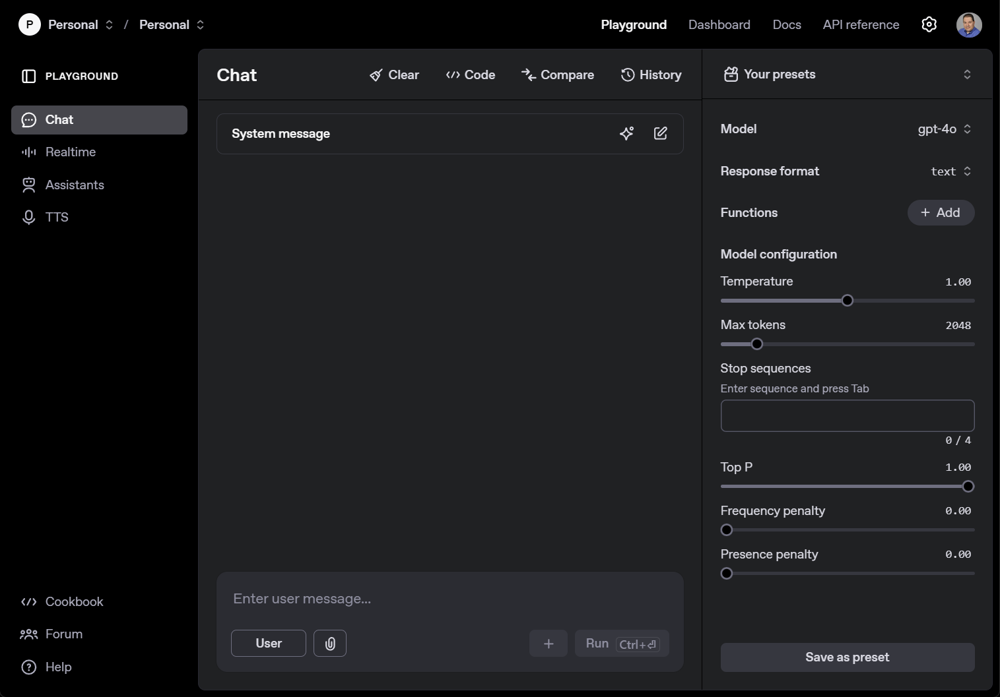 P Personal / Personal
Playground Dashboard Docs API reference
PLAYGROUND
Chat
Realtime
Assistants
TTS
Cookbook
Forum
Help
Chat
Clear Code Compare History
System message
Enter user message...
User
+ Run Ctrl+⏎
Your presets
Model gpt-4o
Response format text
Functions + Add
Model configuration
Temperature 1.00
Max tokens 2048
Stop sequences
Enter sequence and press Tab
0 / 4
Top P 1.00
Frequency penalty 0.00
Presence penalty 0.00
Save as preset